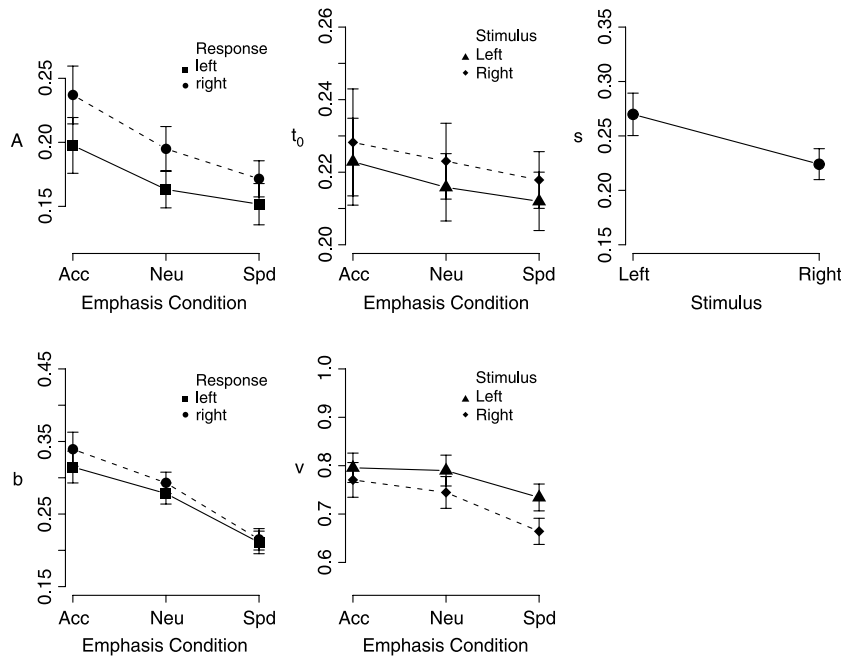 A
0.15 0.20 0.25
Response
left
right
Acc Neu Spd
Emphasis Condition
t0
0.20 0.22 0.24 0.26
Stimulus
Left
Right
Acc Neu Spd
Emphasis Condition
s
0.15 0.20 0.25 0.30 0.35
Left Right
Stimulus
b
0.15 0.25 0.35 0.45
Response
left
right
Acc Neu Spd
Emphasis Condition
v
0.6 0.7 0.8 0.9 1.0
Stimulus
Left
Right
Acc Neu Spd
Emphasis Condition